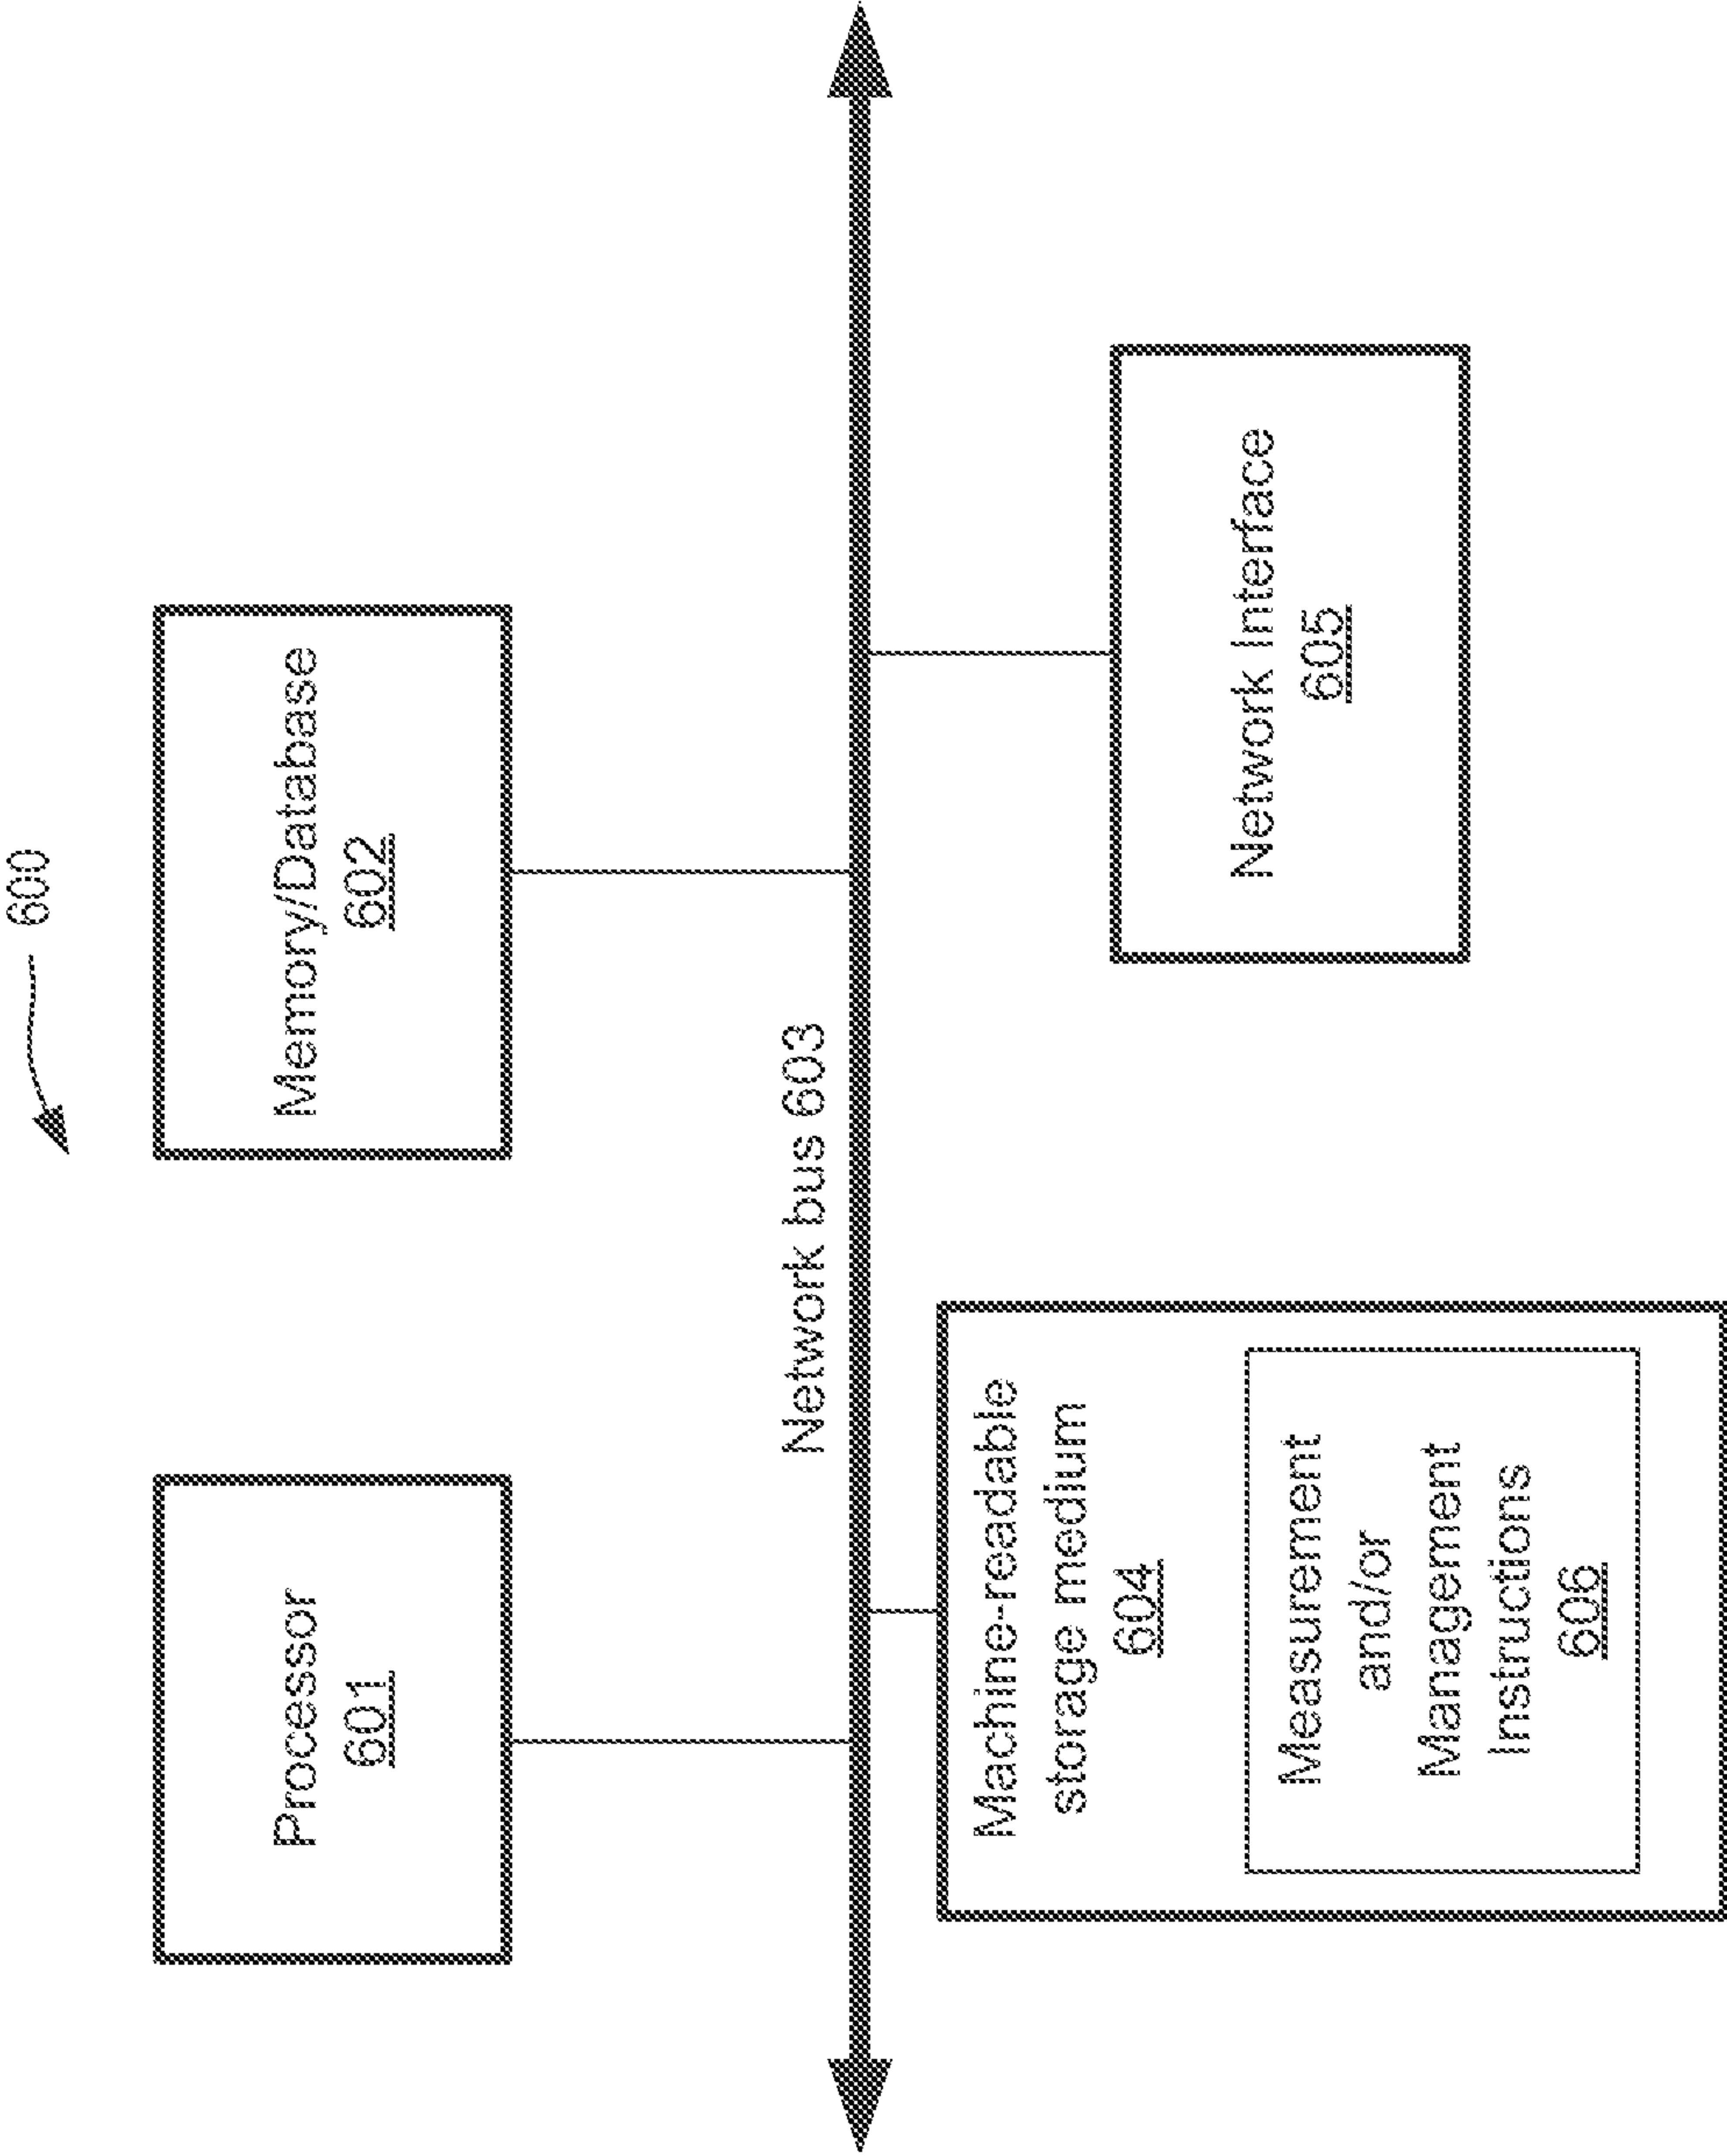 600
Processor
601
Memory/Database
602
Network bus 603
Machine-readable
storage medium
604
Measurement
and/or
Management
Instructions
606
Network Interface
605